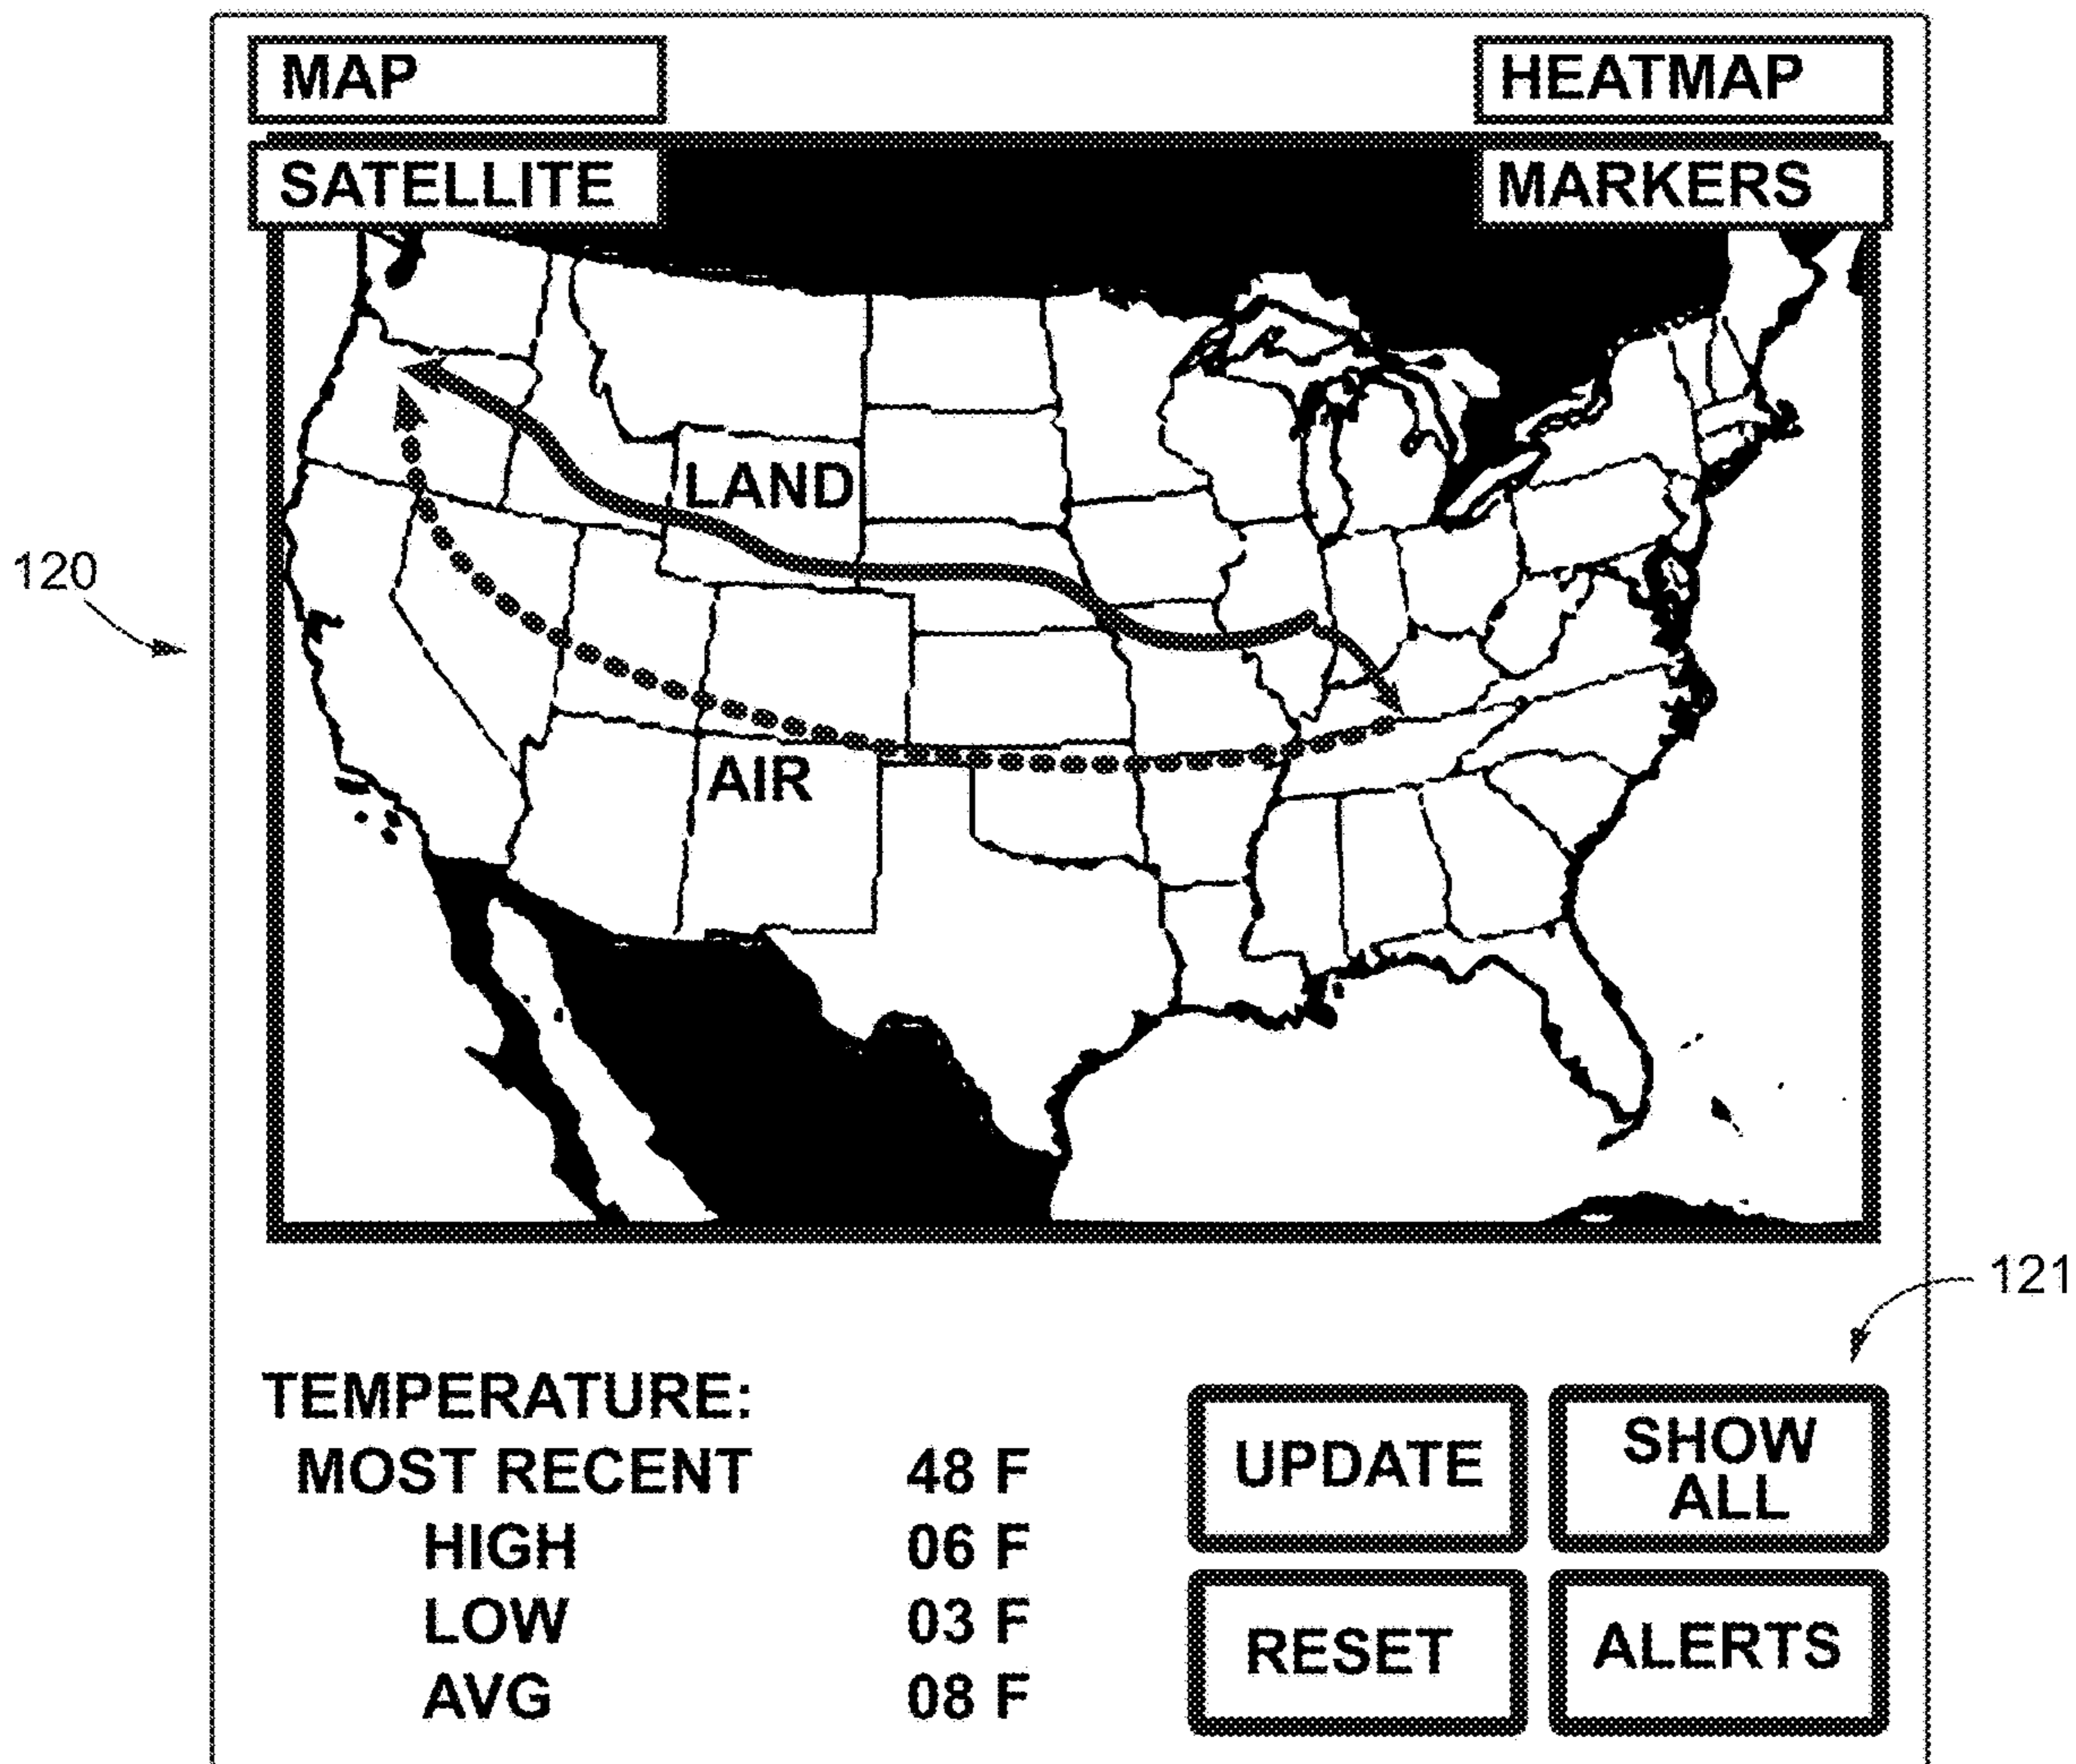 MAP
HEATMAP
SATELLITE
MARKERS
LAND
120
AIR
121
TEMPERATURE:
MOST RECENT 48 F
HIGH 06 F
LOW 03 F
AVG 08 F
UPDATE
SHOW
ALL
RESET
ALERTS